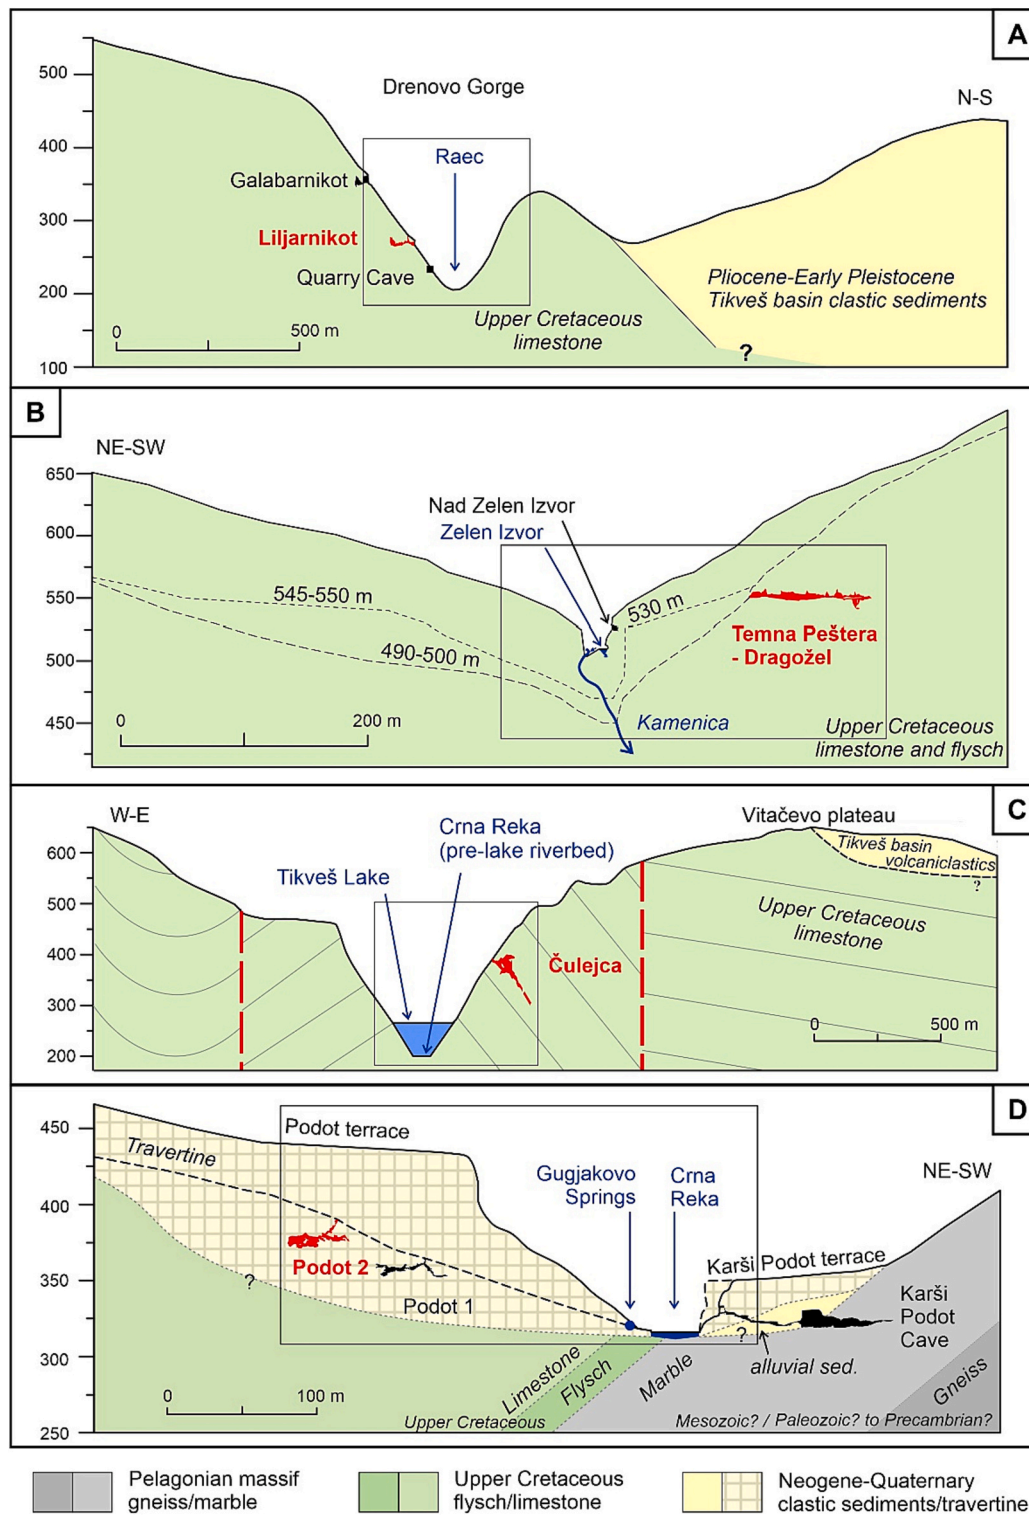 A
Drenovo Gorge
N-S
500
400
300
200
100
Raec
Galabarnikot
Liljarnikot
Quarry Cave
0
500 m
Upper Cretaceous
limestone
Pliocene-Early Pleistocene
Tikveš basin clastic sediments
?
B
NE-SW
650
600
550
500
450
Nad Zelen Izvor
Zelen Izvor
545-550 m
490-500 m
530 m
Temna Peštera
- Dragožel
0
200 m
Kamenica
Upper Cretaceous
limestone and flysch
C
W-E
600
500
400
300
200
Crna Reka
(pre-lake riverbed)
Tikveš Lake
Vitačevo plateau
Tikveš basin
volcaniclastics
?
Upper Cretaceous
limestone
Čulejca
0
500 m
D
450
400
350
300
250
Podot terrace
Travertine
Gugjakovo
Springs
Crna
Reka
NE-SW
Podot 2
Podot 1
?
Karši Podot terrace
Karši
Podot
Cave
?
alluvial sed.
0
100 m
Limestone
Flysch
Marble
Gneiss
Upper Cretaceous
Mesozoic? / Paleozoic? to Precambrian?
Pelagonian massif
gneiss/marble
Upper Cretaceous
flysch/limestone
Neogene-Quaternary
clastic sediments/travertine